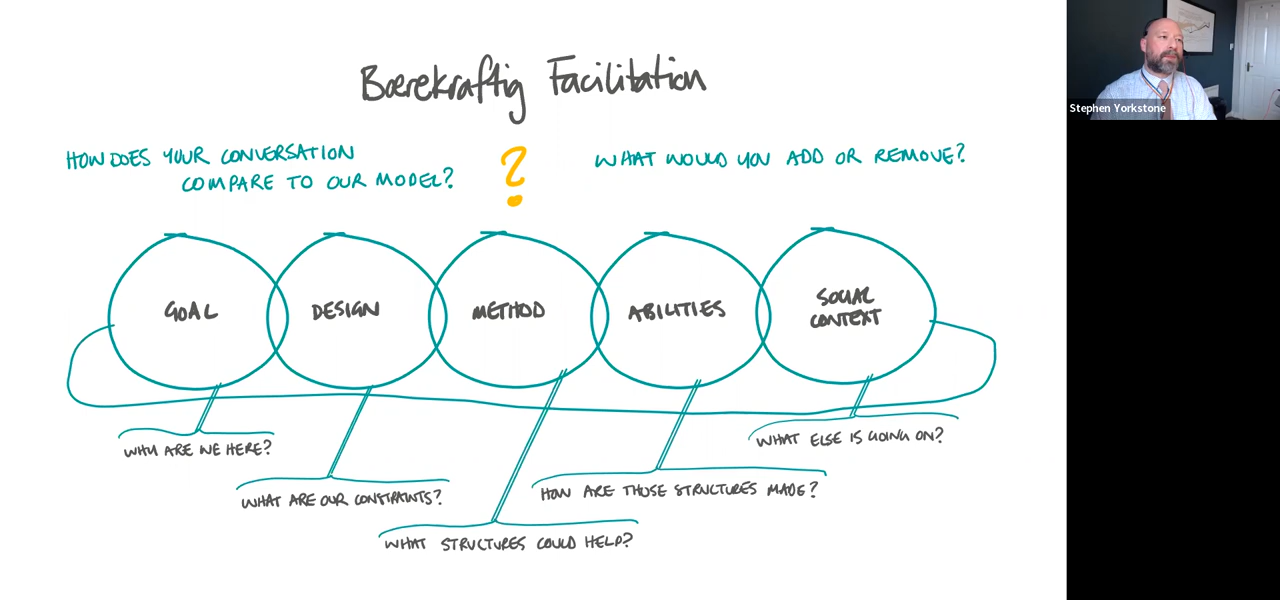 Bærekraftig Facilitation
HOW DOES YOUR CONVERSATION
COMPARE TO OUR MODEL?
?
WHAT WOULD YOU ADD OR REMOVE?
GOAL
DESIGN
METHOD
ABILITIES
SOCIAL
CONTEXT
WHY ARE WE HERE?
WHAT ARE OUR CONSTRAINTS?
WHAT STRUCTURES COULD HELP?
HOW ARE THOSE STRUCTURES MADE?
WHAT ELSE IS GOING ON?
Stephen Yorkstone